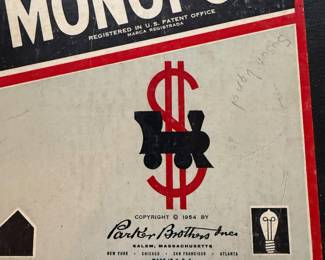 MONOPO
REGISTERED IN U.S. PATENT OFFICE
MARCA REGISTRADA
$
COPYRIGHT © 1954 BY
Parker Brothers Inc.
SALEM, MASSACHUSETTS
NEW YORK · CHICAGO · SAN FRANCISCO · ATLANTA